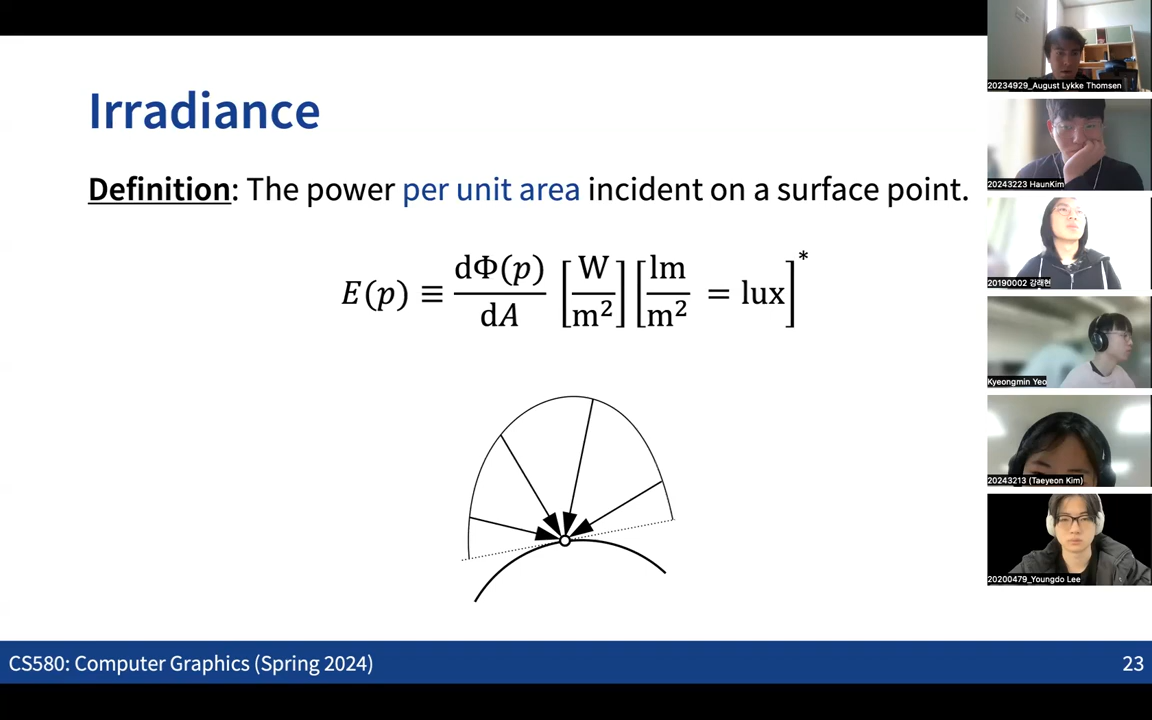 Irradiance
Definition: The power per unit area incident on a surface point.
E(p) ≡ dΦ(p)/dA [W/m²] [lm/m² = lux]*
CS580: Computer Graphics (Spring 2024)
23
20234929_August Lykke Thomsen
20243223 HaunKim
20190002 강래현
Kyeongmin Yeo
20243213 (Taeyeon Kim)
20200479_Youngdo Lee